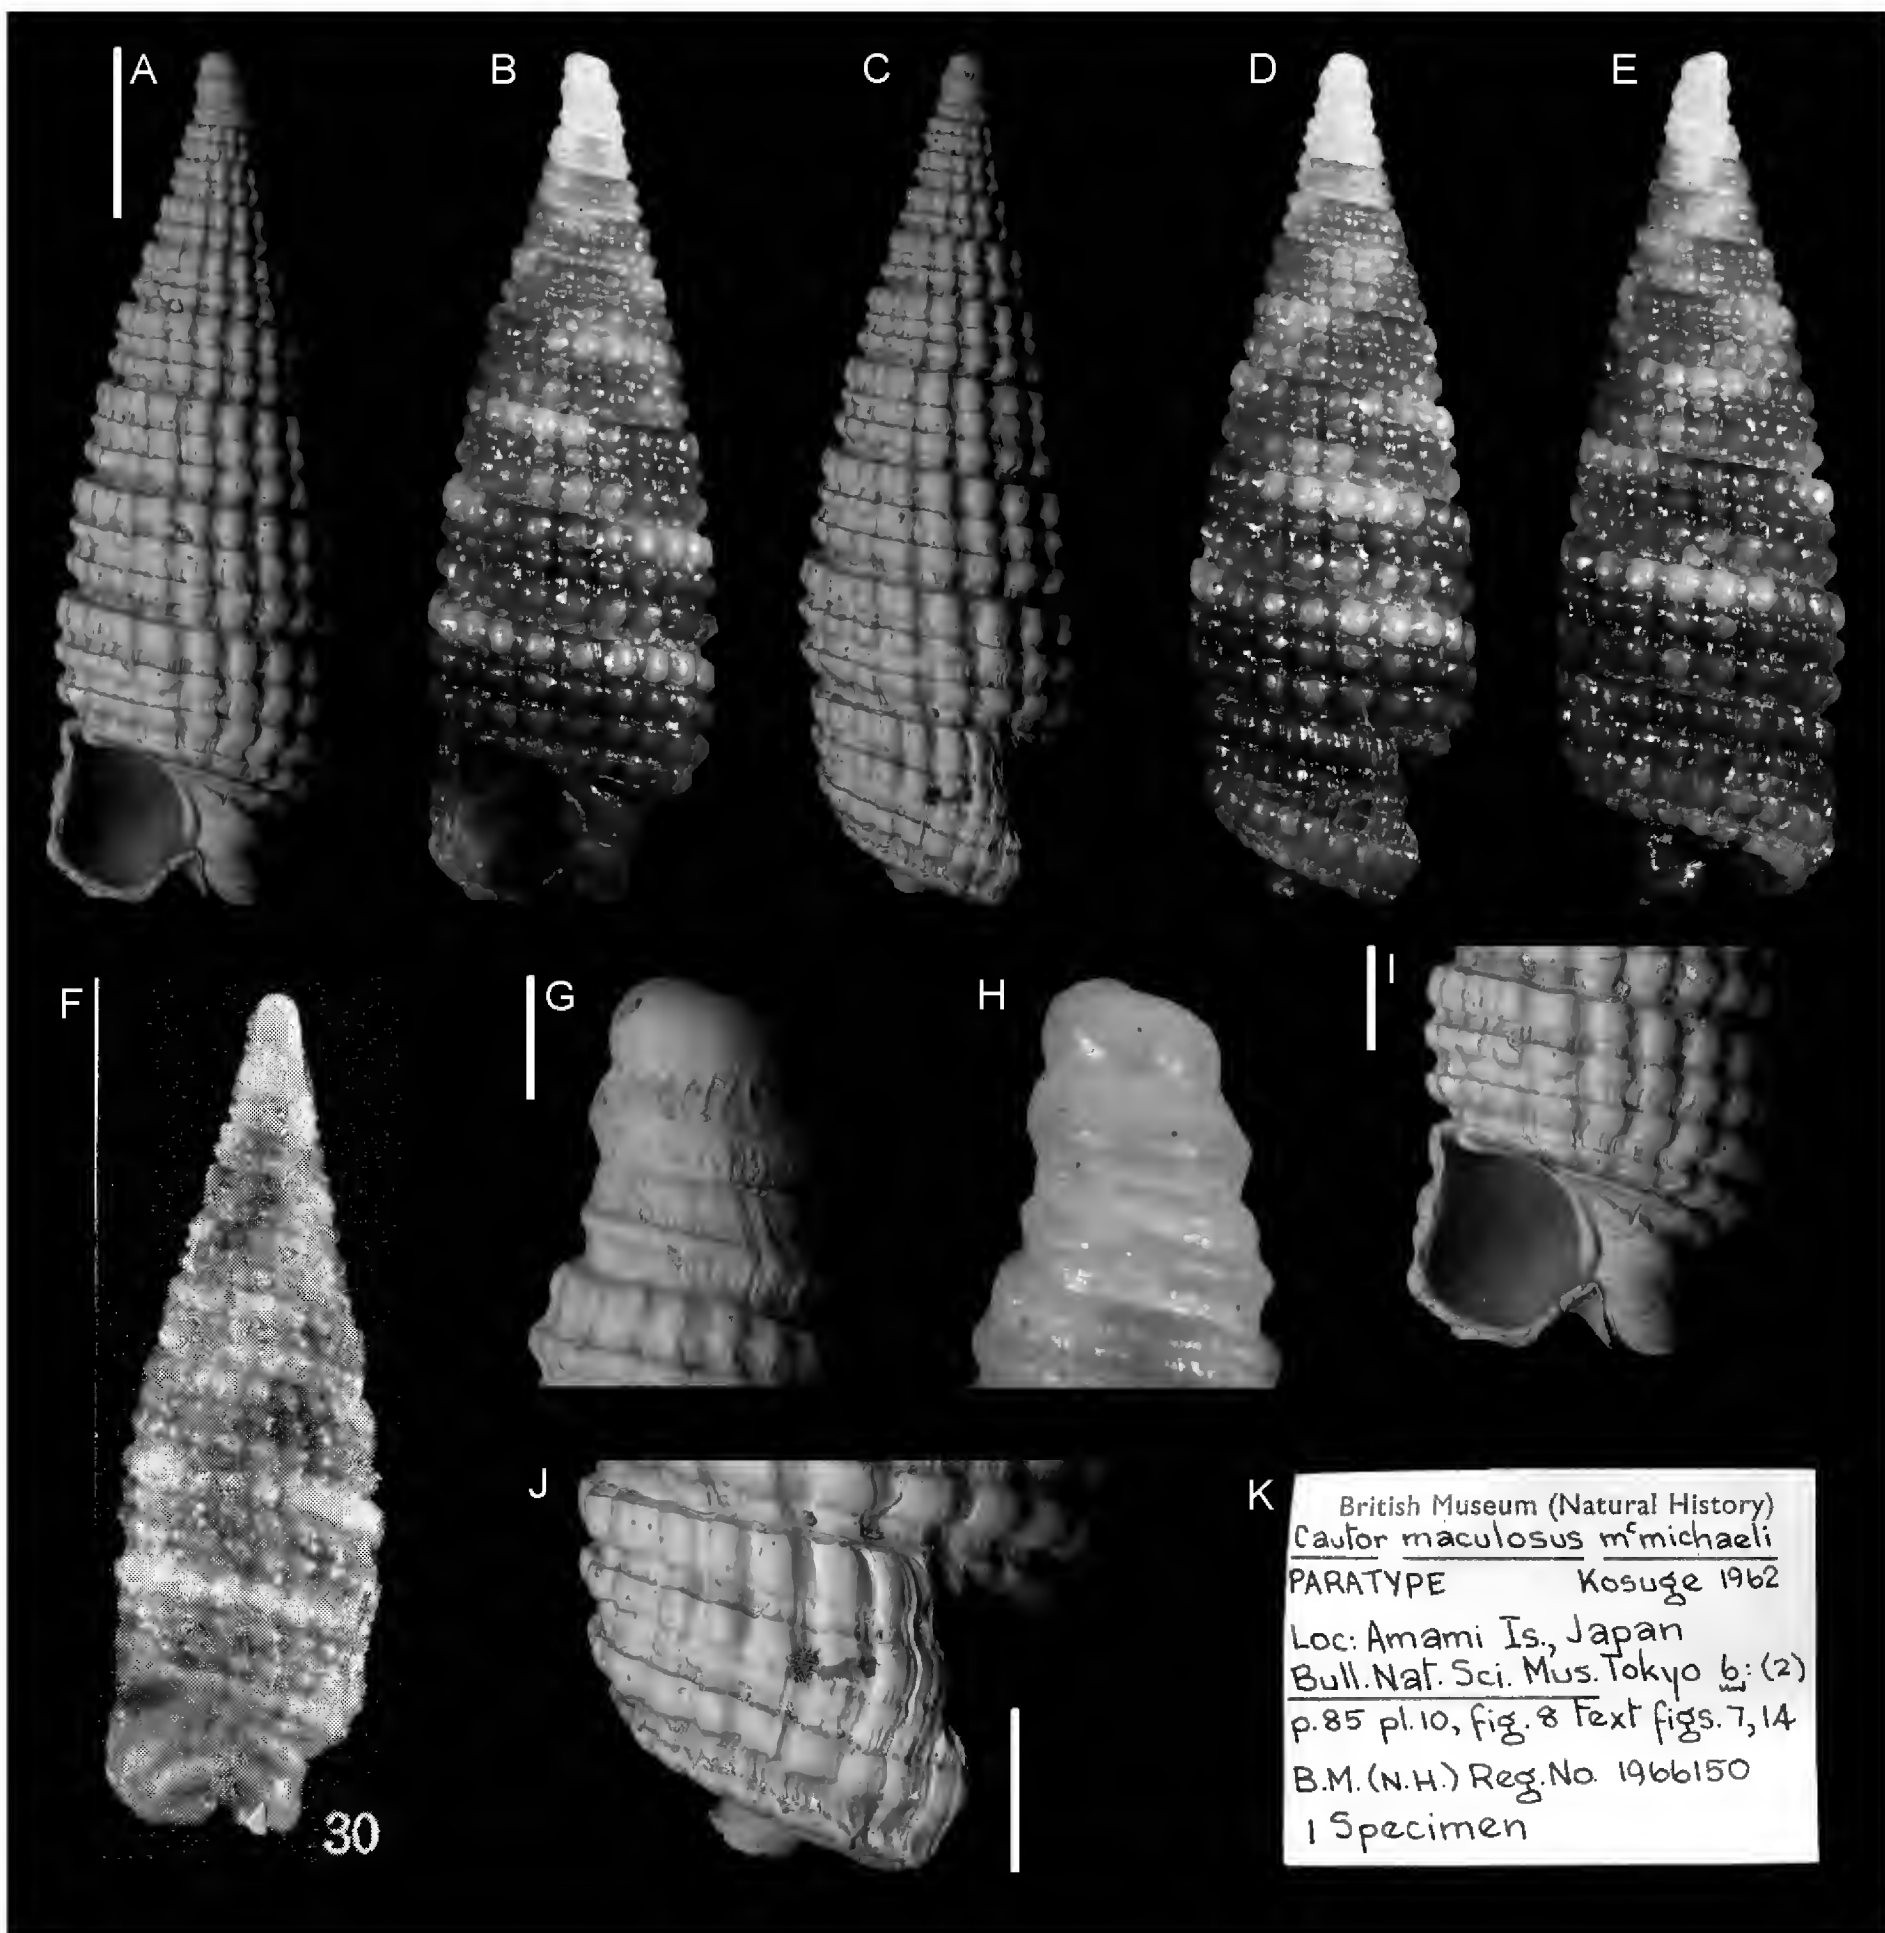 A
B
C
D
E
F
G
H
I
30
J
K
British Museum (Natural History)
Cautor maculosus mcmichaeli
PARATYPE Kosuge 1962
Loc: Amami Is., Japan
Bull. Nat. Sci. Mus. Tokyo 6: (2)
p.85 pl.10, fig.8 Text figs. 7,14
B.M.(N.H.) Reg. No. 1966150
1 Specimen